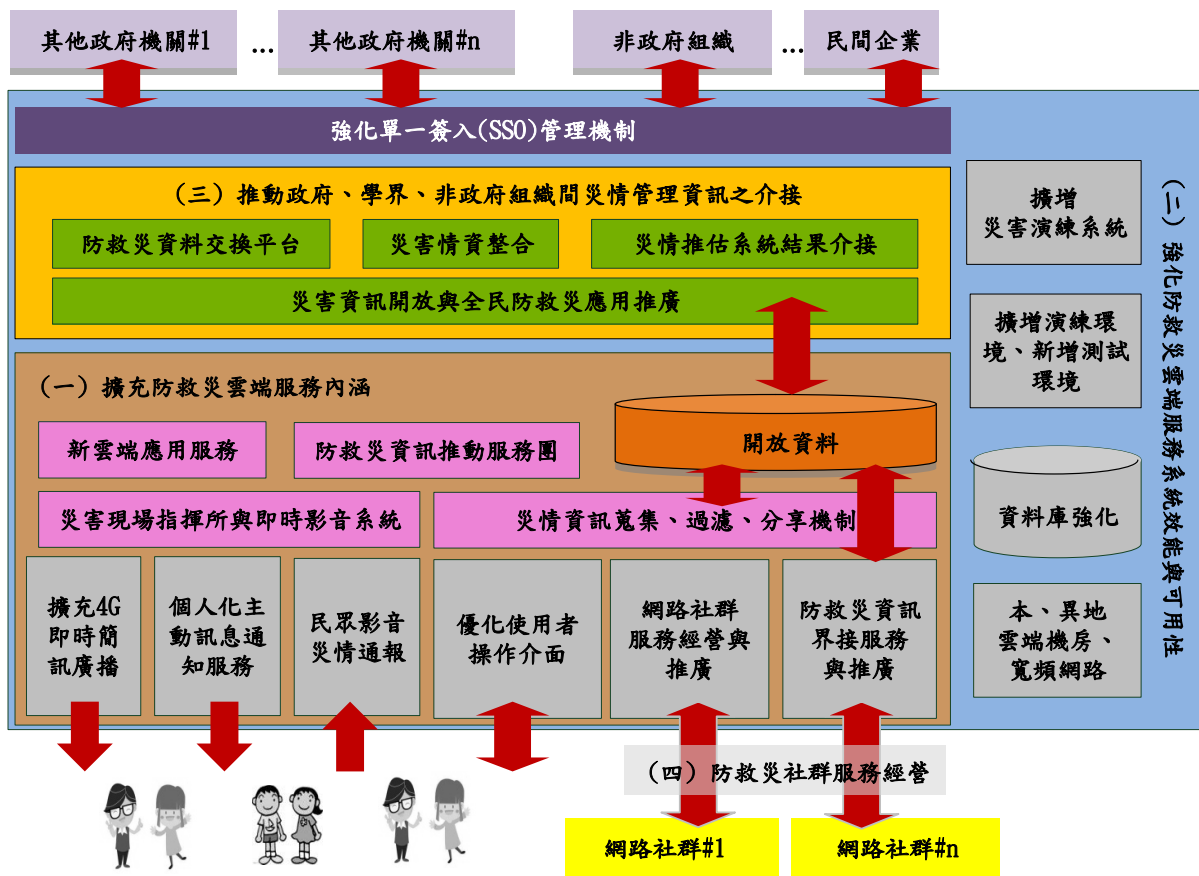 其他政府機關#1
...
其他政府機關#n
非政府組織
...
民間企業
強化單一簽入(SSO)管理機制
（三）推動政府、學界、非政府組織間災情管理資訊之介接
防救災資料交換平台
災害情資整合
災情推估系統結果介接
災害資訊開放與全民防救災應用推廣
（一）擴充防救災雲端服務內涵
開放資料
新雲端應用服務
防救災資訊推動服務團
災害現場指揮所與即時影音系統
災情資訊蒐集、過濾、分享機制
擴充4G
即時簡
訊廣播
個人化主
動訊息通
知服務
民眾影音
災情通報
優化使用者
操作介面
網路社群
服務經營與
推廣
防救災資訊
界接服務
與推廣
（二）強化防救災雲端服務系統效能與可用性
擴增
災害演練系統
擴增演練環
境、新增測試
環境
資料庫強化
本、異地
雲端機房、
寬頻網路
（四）防救災社群服務經營
網路社群#1
網路社群#n